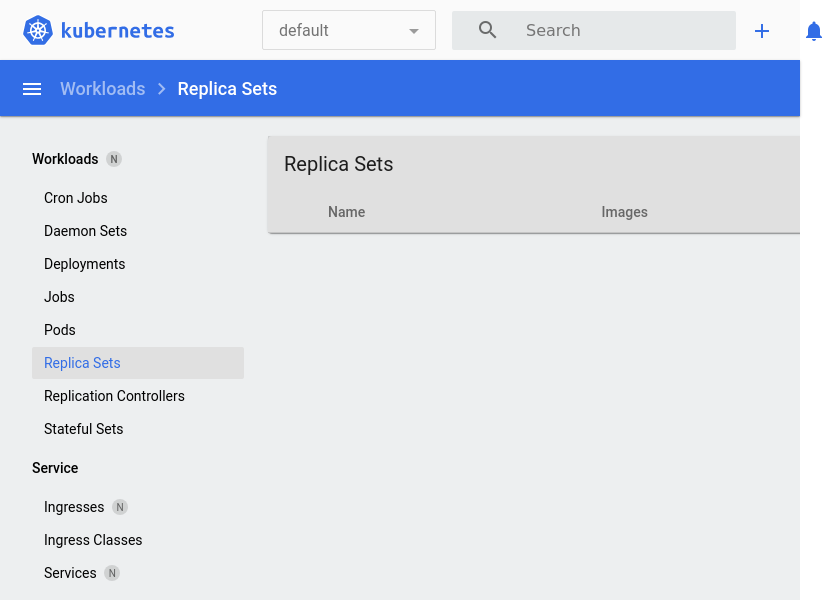 kubernetes
default
Search
Workloads > Replica Sets
Workloads N
Cron Jobs
Daemon Sets
Deployments
Jobs
Pods
Replica Sets
Replication Controllers
Stateful Sets
Service
Ingresses N
Ingress Classes
Services N
Replica Sets
Name Images